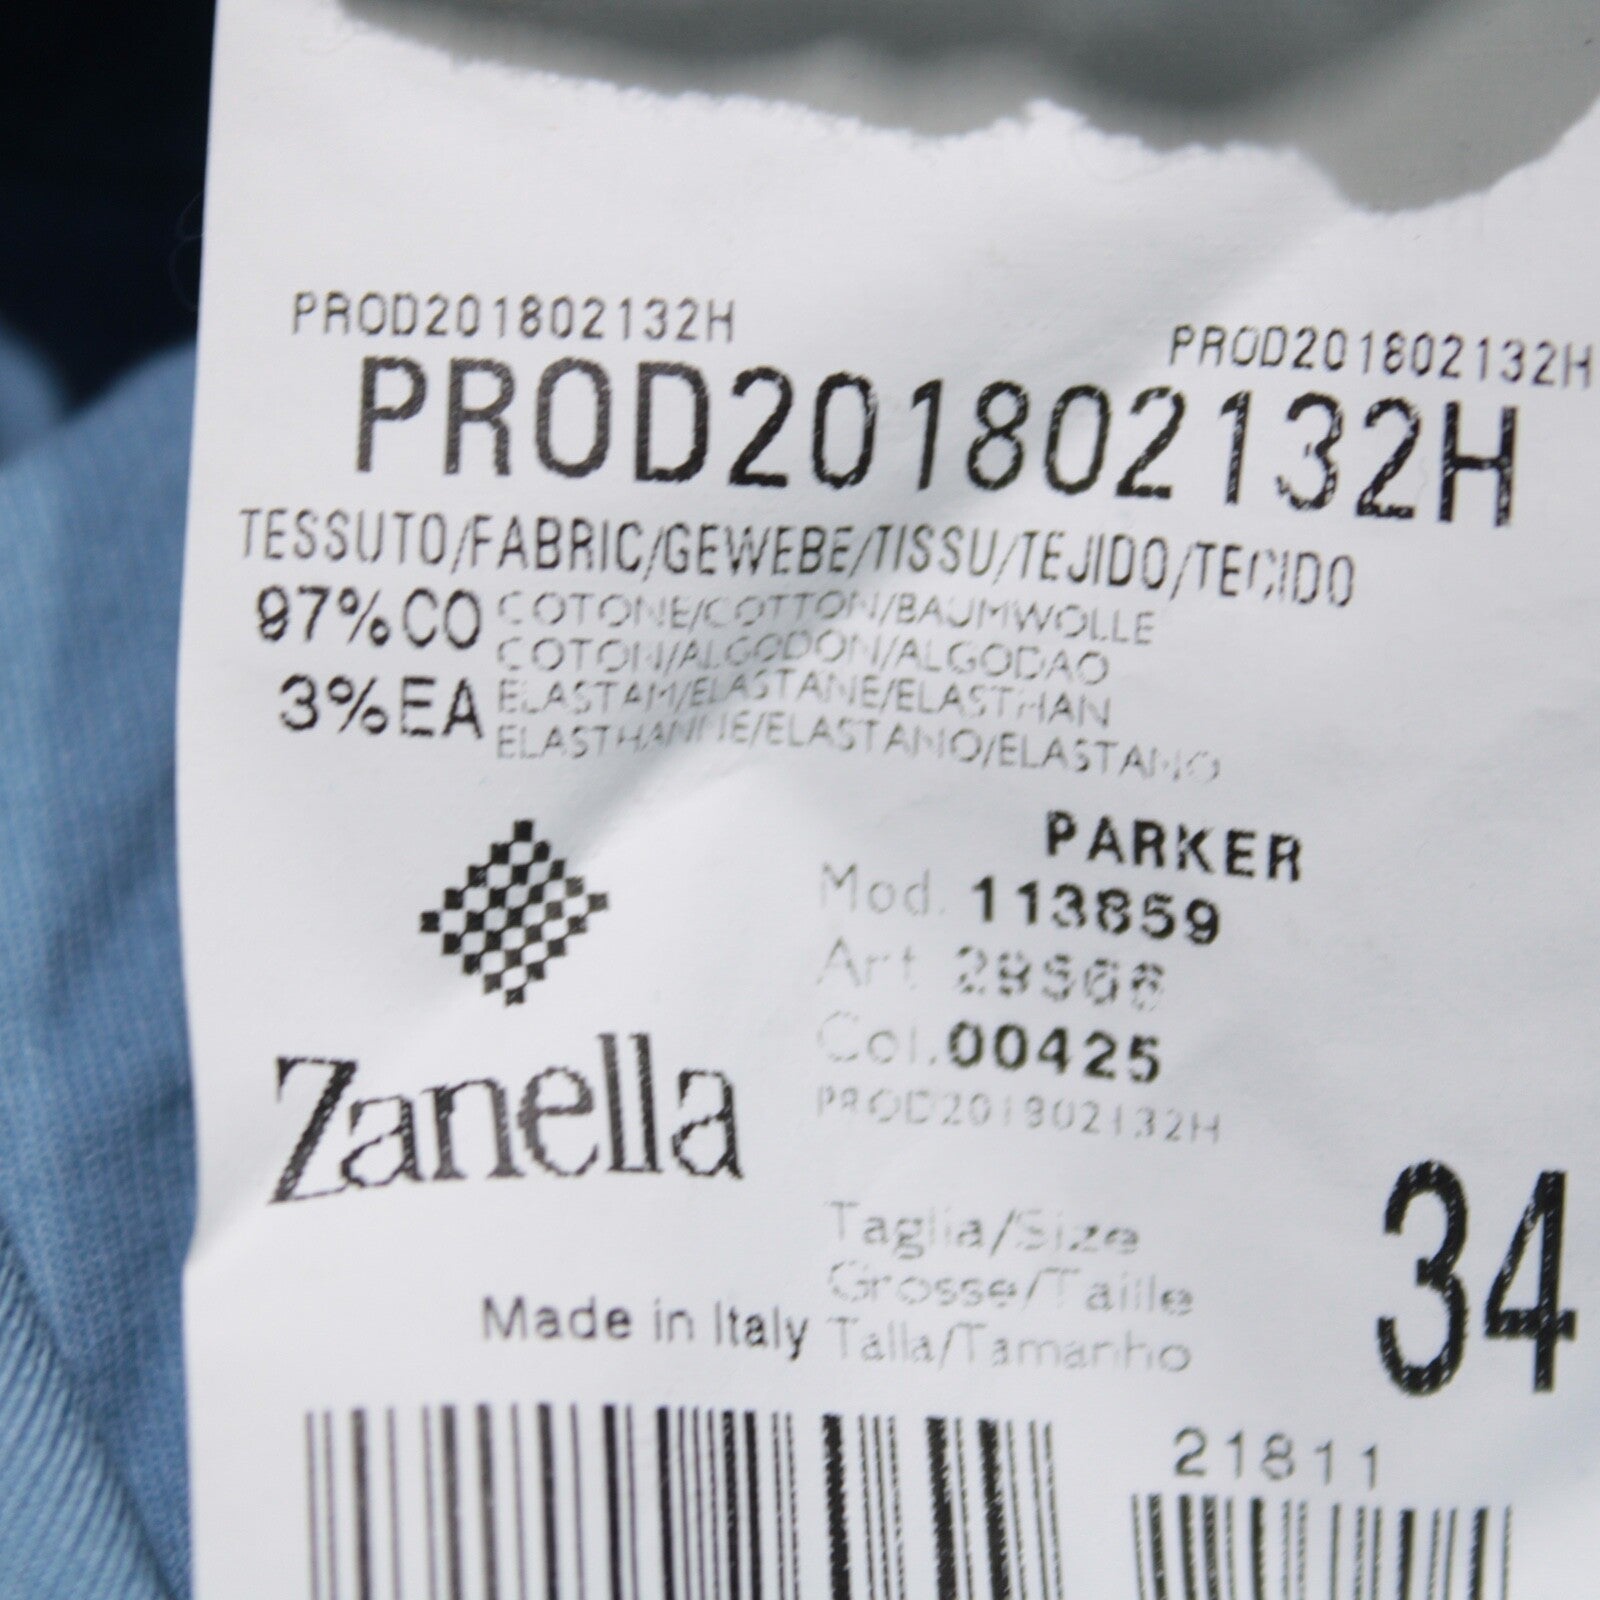 PROD201802132H
PROD201802132H
PROD201802132H
TESSUTO/FABRIC/GEWEBE/TISSU/TEJIDO/TECIDO
97%CO COTONE/COTTON/BAUMWOLLE
COTON/ALGODON/ALGODAO
3%EA ELASTAM/ELASTANE/ELASTHAN
ELASTHANNE/ELASTANO/ELASTANO
PARKER
Mod. 113859
Art.
Col. 00425
PROD201802132H
Zanella
Taglia/Size
Grosse/Taille
Talla/Tamanho
34
Made in Italy
21811